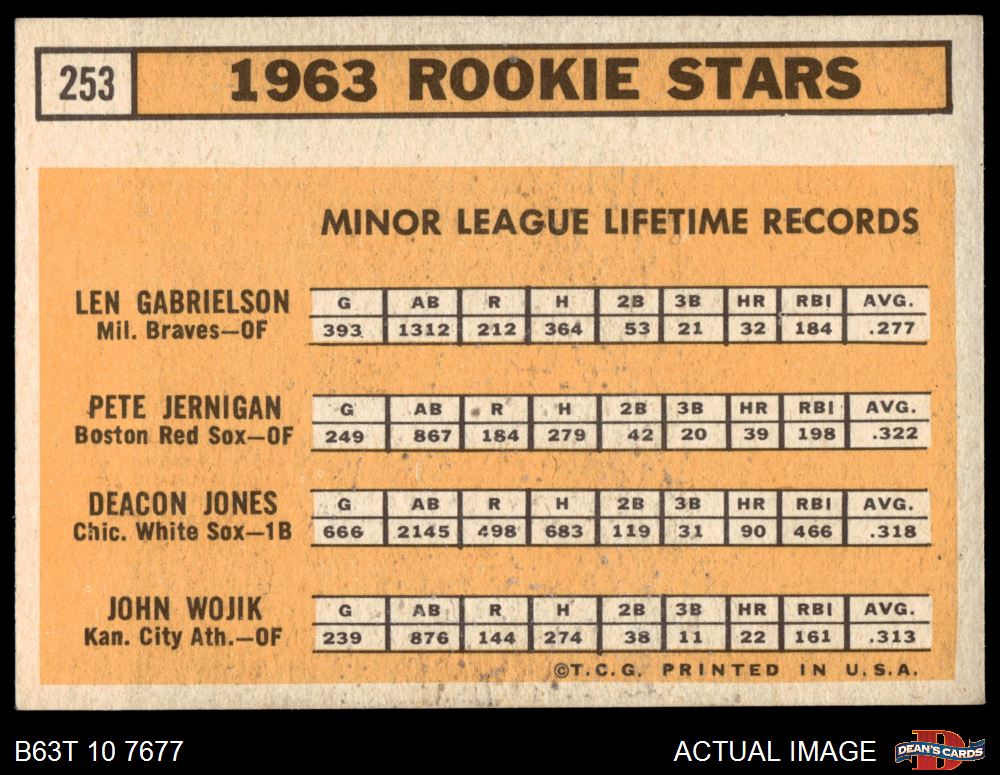 253 1963 ROOKIE STARS
MINOR LEAGUE LIFETIME RECORDS
LEN GABRIELSON
Mil. Braves—OF
G AB R H 2B 3B HR RBI AVG.
393 1312 212 364 53 21 32 184 .277
PETE JERNIGAN
Boston Red Sox—OF
G AB R H 2B 3B HR RBI AVG.
249 867 184 279 42 20 39 198 .322
DEACON JONES
Chic. White Sox—1B
G AB R H 2B 3B HR RBI AVG.
666 2145 498 683 119 31 90 466 .318
JOHN WOJIK
Kan. City Ath.—OF
G AB R H 2B 3B HR RBI AVG.
239 876 144 274 38 11 22 161 .313
©T.C.G. PRINTED IN U.S.A.
B63T 10 7677
ACTUAL IMAGE
DEAN'S CARDS